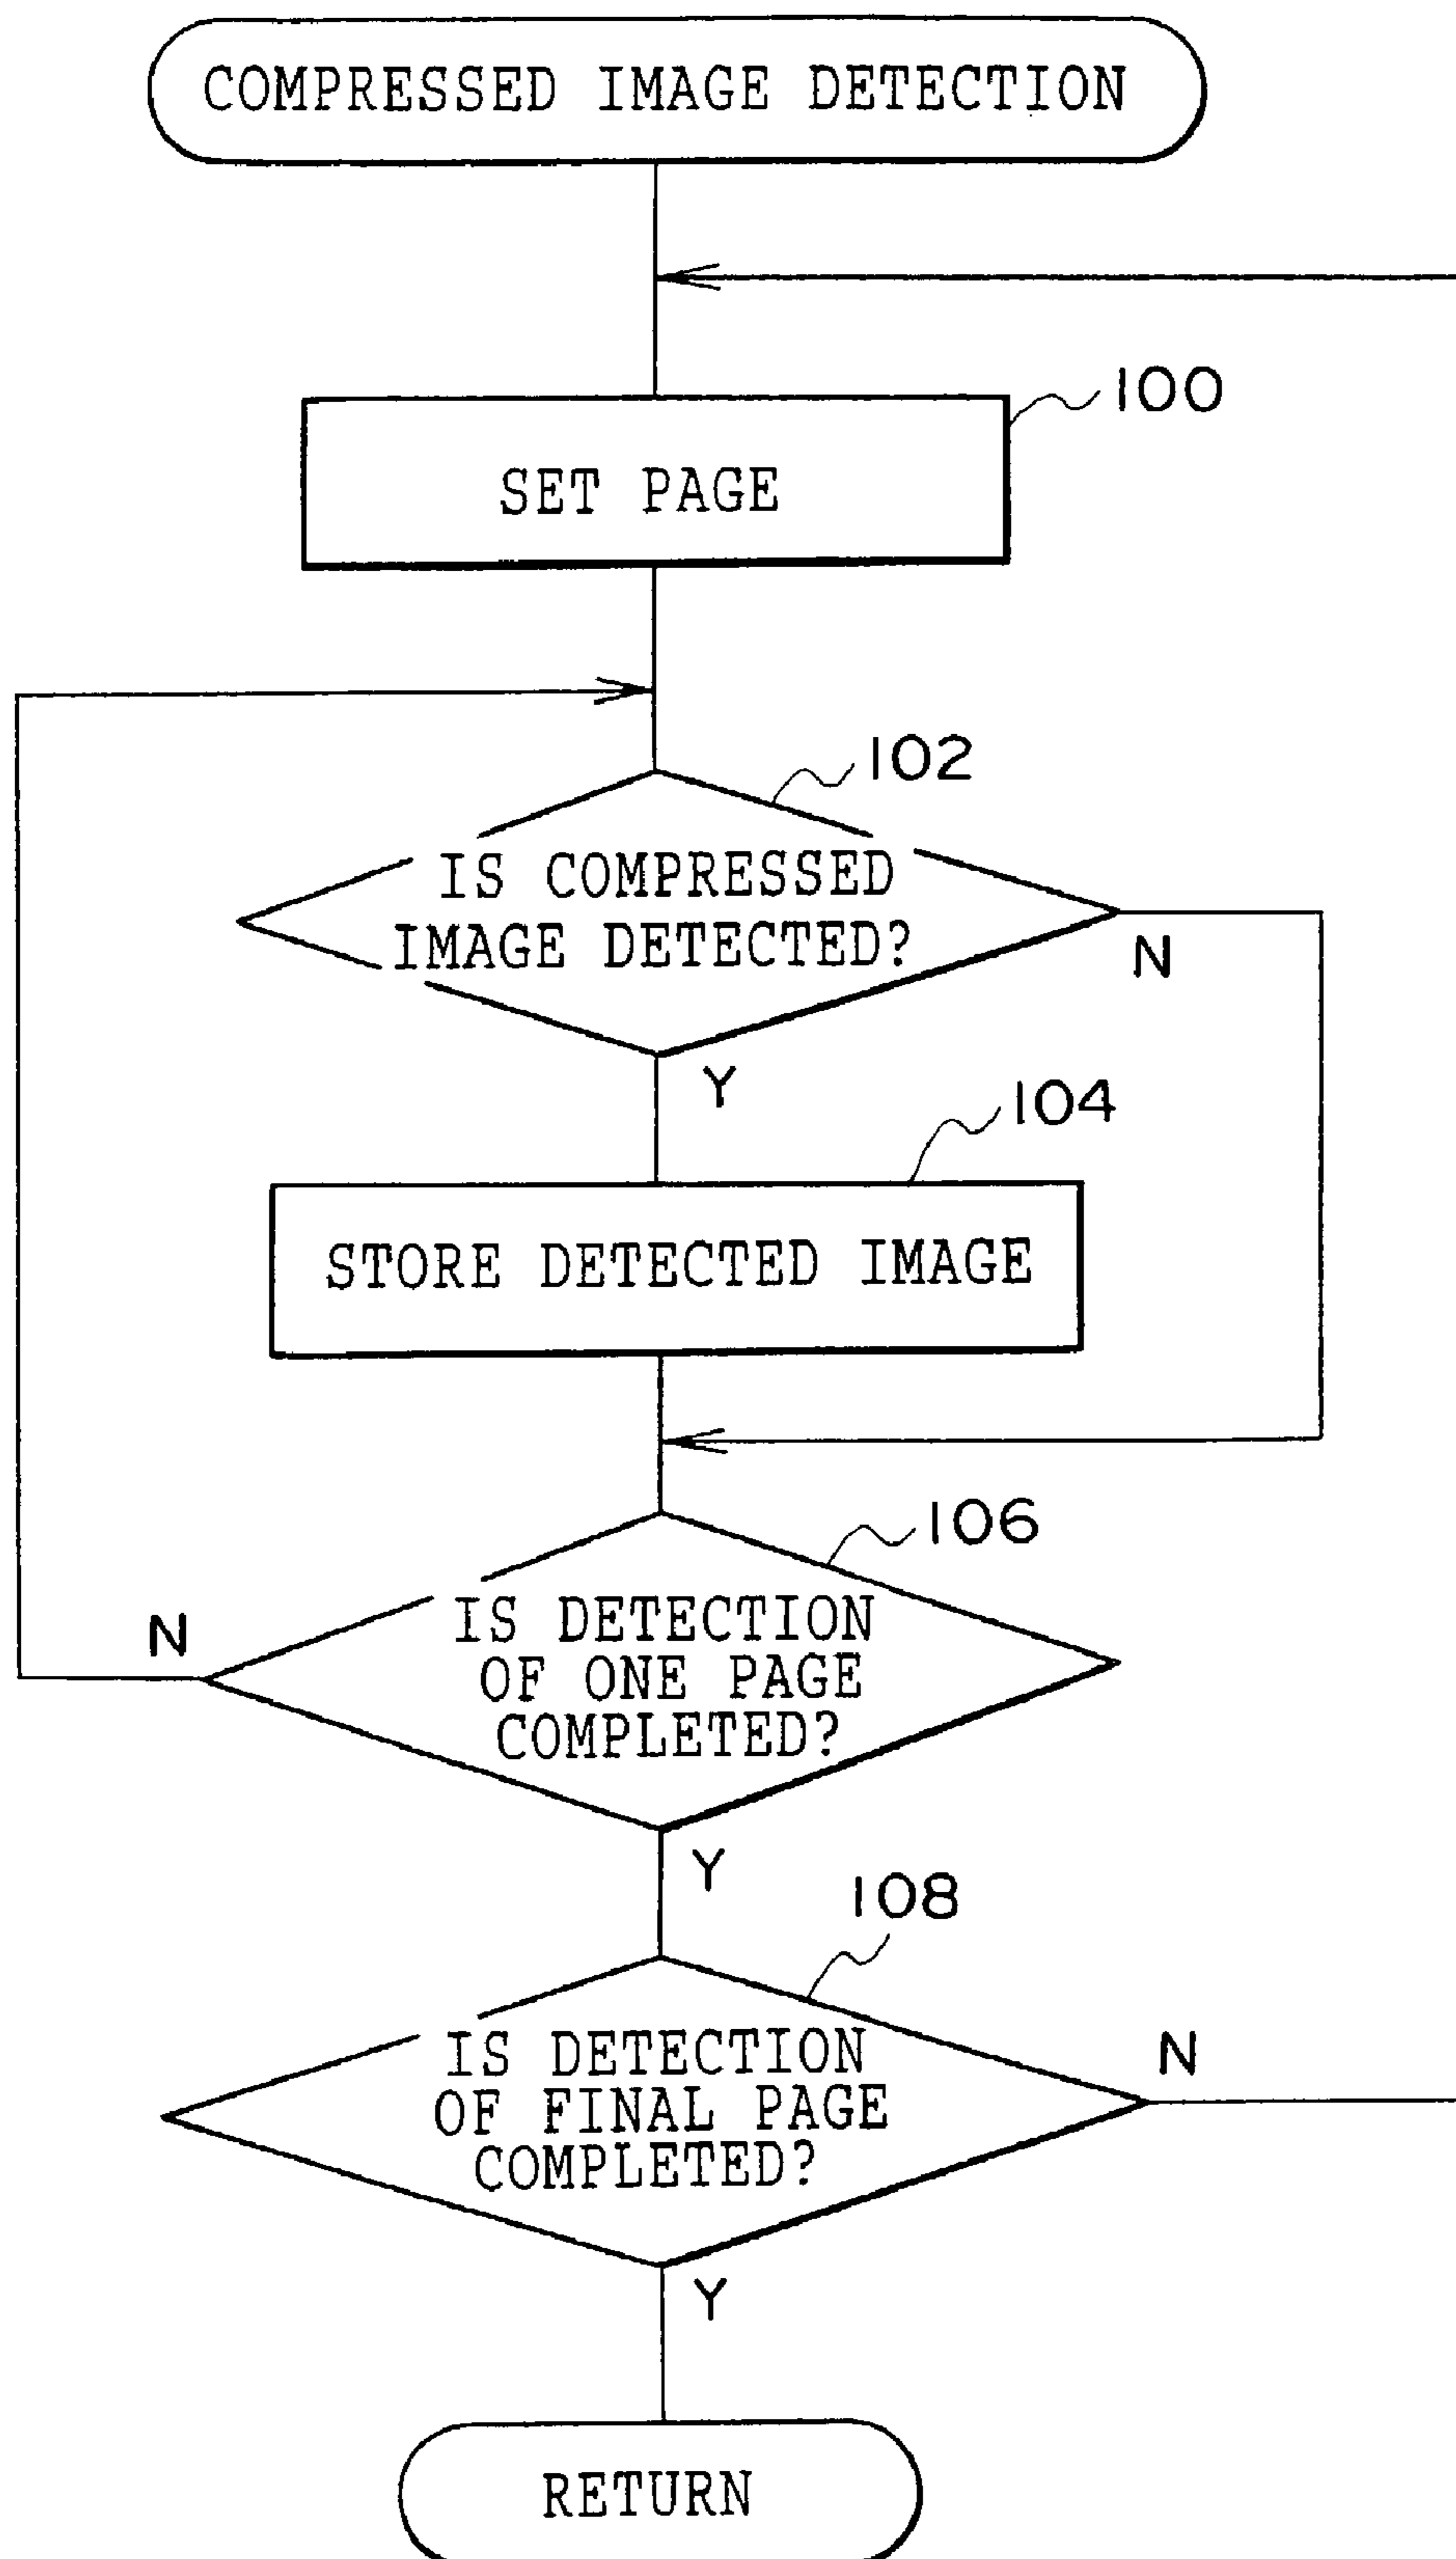 COMPRESSED IMAGE DETECTION
100
SET PAGE
102
IS COMPRESSED
IMAGE DETECTED?
N
Y
104
STORE DETECTED IMAGE
106
IS DETECTION
OF ONE PAGE
COMPLETED?
N
Y
108
IS DETECTION
OF FINAL PAGE
COMPLETED?
N
Y
RETURN